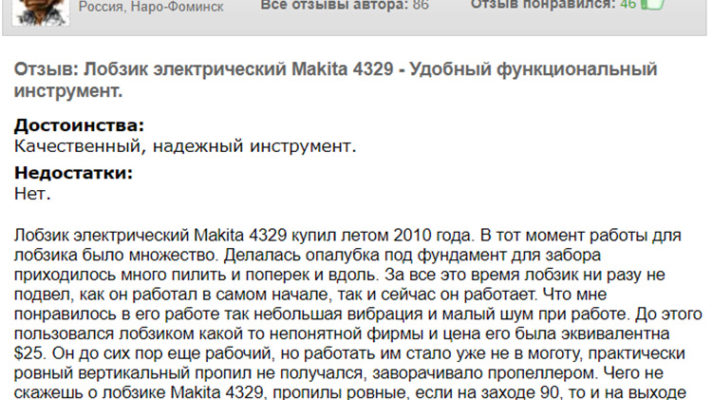 Россия, Наро-Фоминск
Все отзывы автора: 86
Отзыв понравился: 46
Отзыв: Лобзик электрический Makita 4329 - Удобный функциональный
инструмент.
Достоинства:
Качественный, надежный инструмент.
Недостатки:
Нет.
Лобзик электрический Makita 4329 купил летом 2010 года. В тот момент работы для
лобзика было множество. Делалась опалубка под фундамент для забора
приходилось много пилить и поперек и вдоль. За все это время лобзик ни разу не
подвел, как он работал в самом начале, так и сейчас он работает. Что мне
понравилось в его работе так небольшая вибрация и малый шум при работе. До этого
пользовался лобзиком какой то непонятной фирмы и цена его была эквивалентна
$25. Он до сих пор еще рабочий, но работать им стало уже не в моготу, практически
ровный вертикальный пропил не получался, заворачивало пропеллером. Чего не
скажешь о лобзике Makita 4329, пропилы ровные, если на заходе 90, то и на выходе